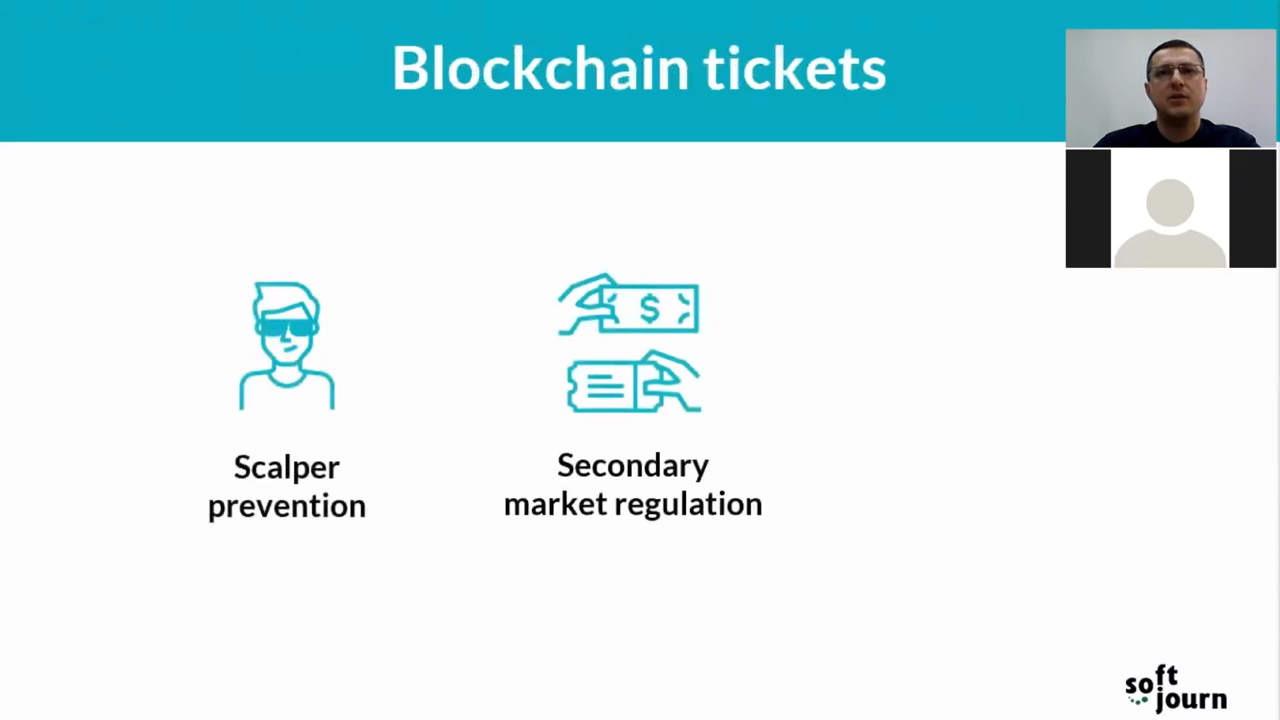 Blockchain tickets
$
Scalper
prevention
Secondary
market regulation
soft
journ